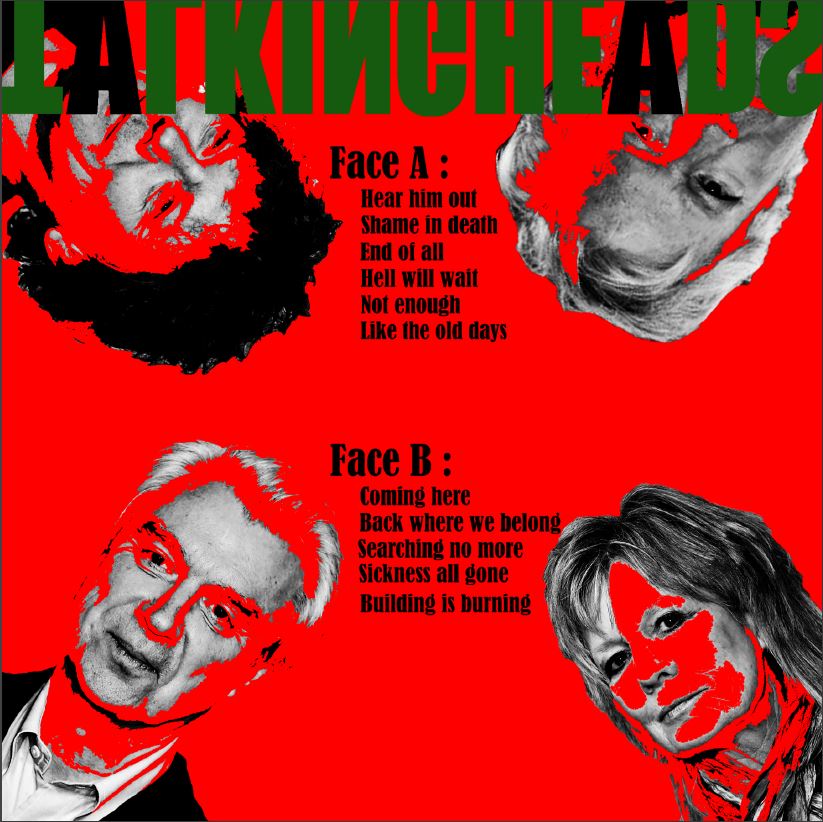 TALKINGHEADS
Face A :
Hear him out
Shame in death
End of all
Hell will wait
Not enough
Like the old days
Face B :
Coming here
Back where we belong
Searching no more
Sickness all gone
Building is burning